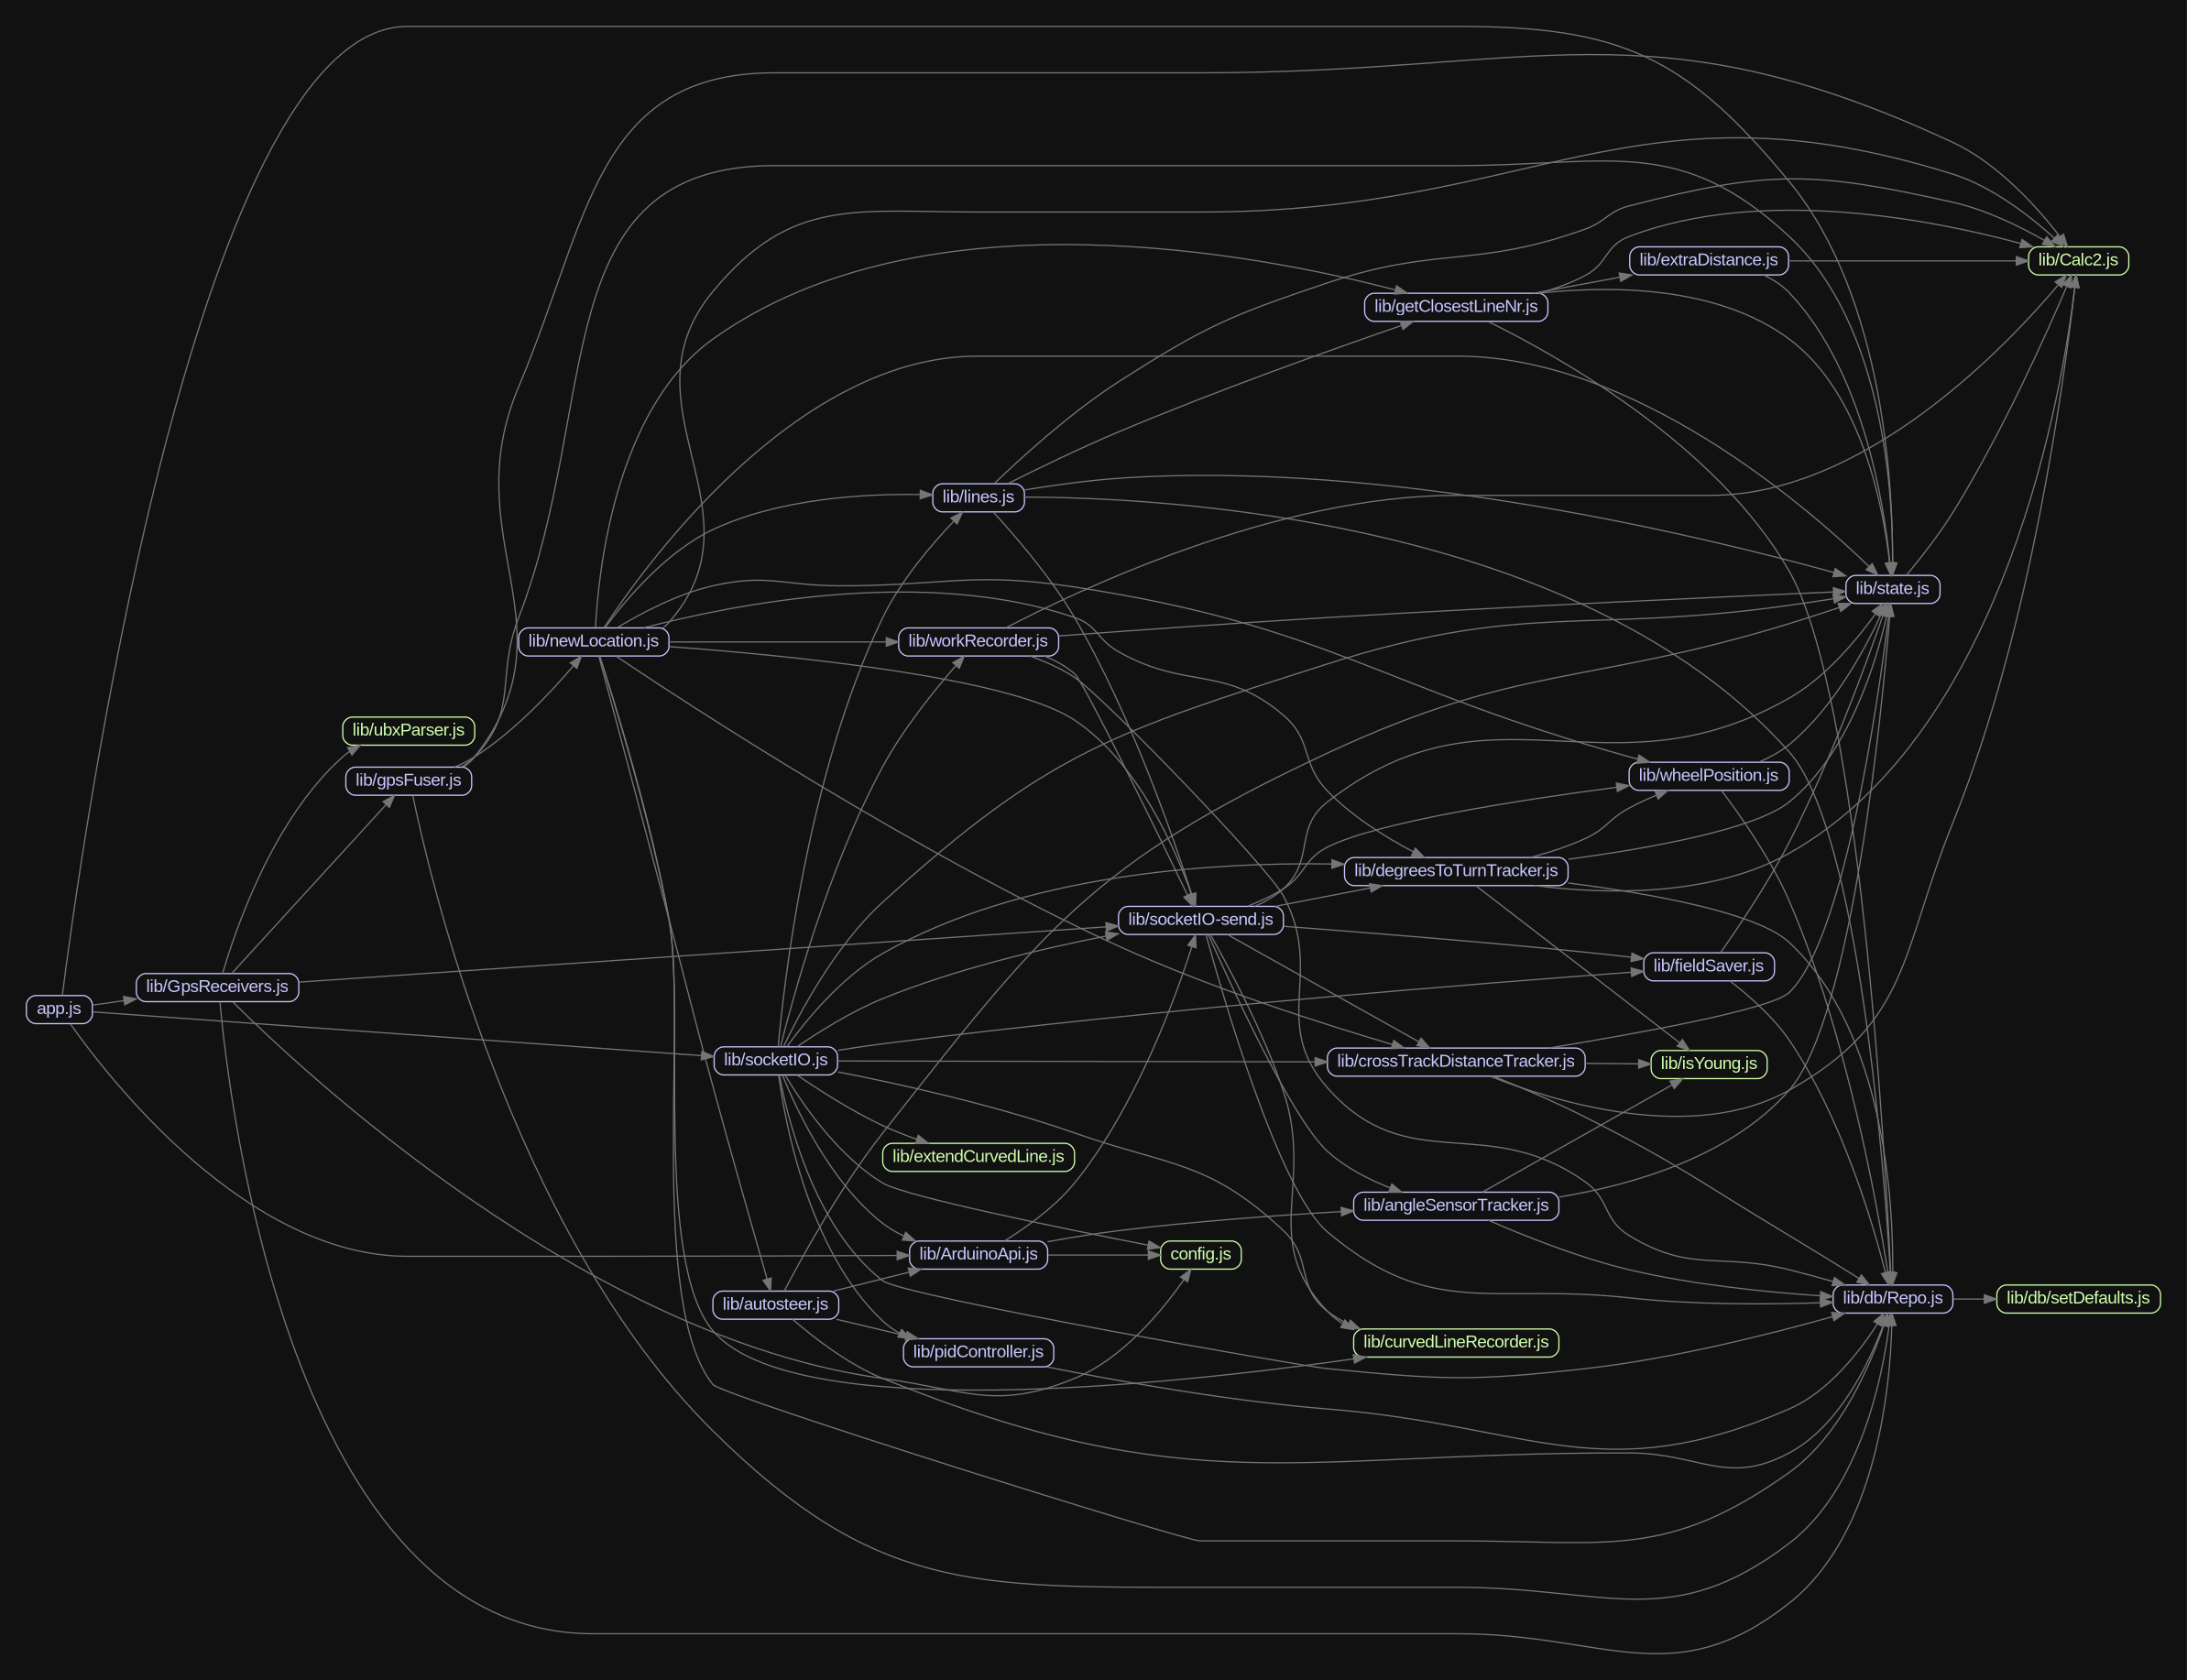 lib/Calc2.js
lib/extraDistance.js
lib/getClosestLineNr.js
lib/lines.js
lib/state.js
lib/newLocation.js
lib/workRecorder.js
lib/ubxParser.js
lib/gpsFuser.js
lib/wheelPosition.js
lib/degreesToTurnTracker.js
lib/socketIO-send.js
lib/fieldSaver.js
lib/GpsReceivers.js
app.js
lib/socketIO.js
lib/crossTrackDistanceTracker.js
lib/isYoung.js
lib/extendCurvedLine.js
lib/angleSensorTracker.js
lib/ArduinoApi.js
config.js
lib/autosteer.js
lib/db/Repo.js
lib/db/setDefaults.js
lib/pidController.js
lib/curvedLineRecorder.js